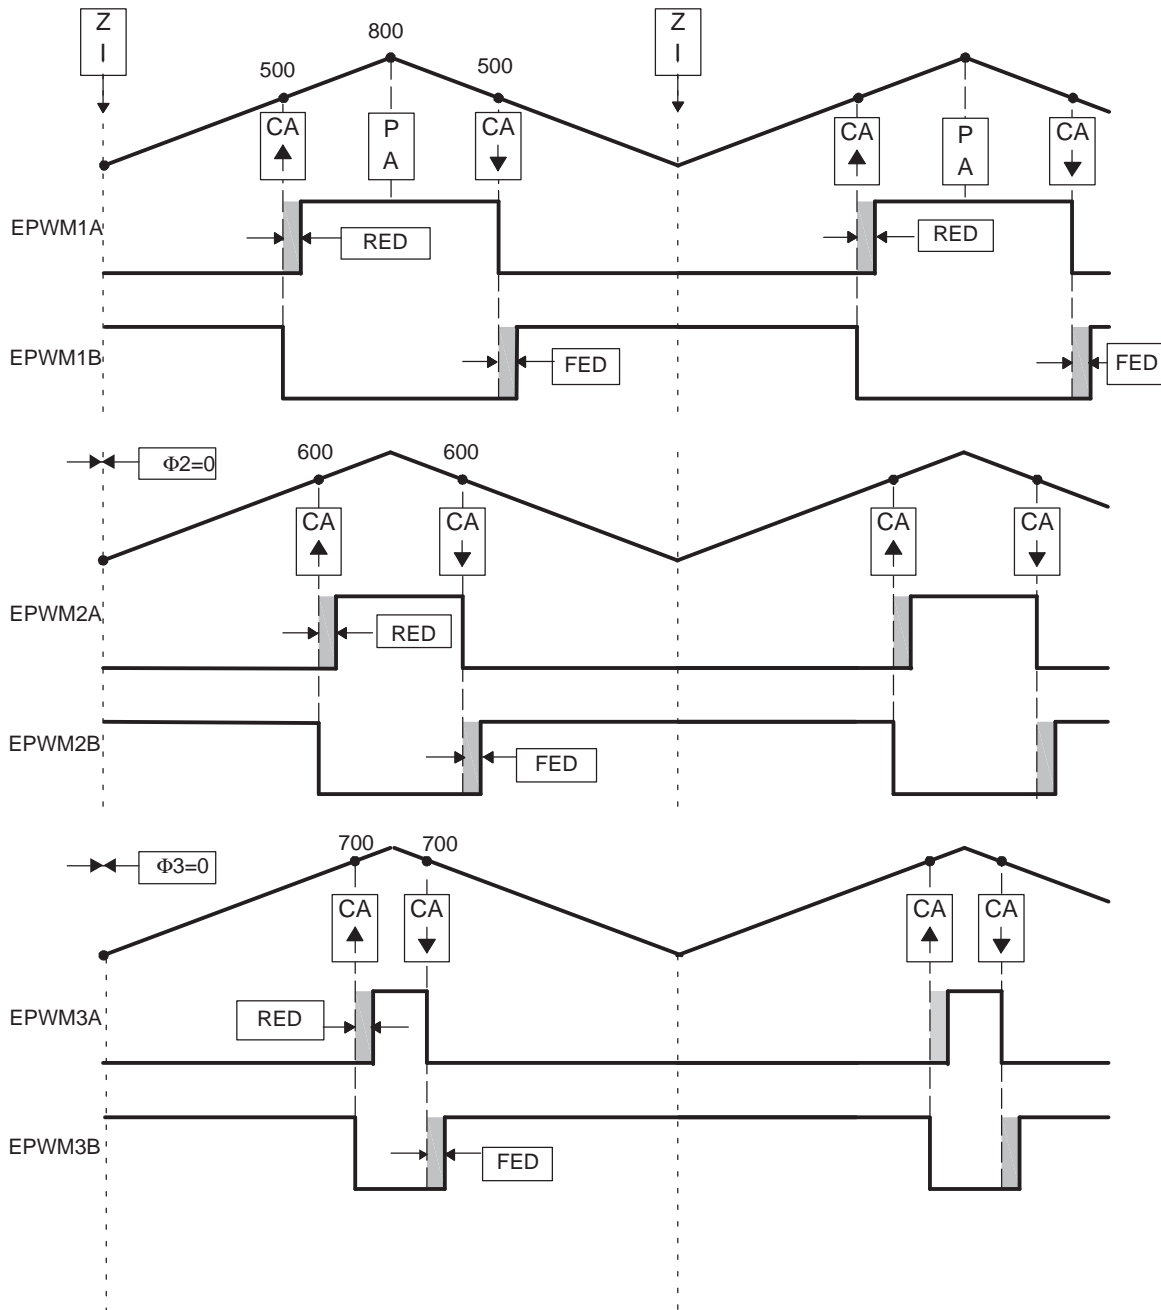 Z
I
Z
I
800
500
500
CA
P
A
CA
CA
P
A
CA
EPWM1A
RED
RED
EPWM1B
FED
FED
Φ2=0
600
600
CA
CA
CA
CA
EPWM2A
RED
EPWM2B
FED
Φ3=0
700
700
CA
CA
CA
CA
EPWM3A
RED
EPWM3B
FED